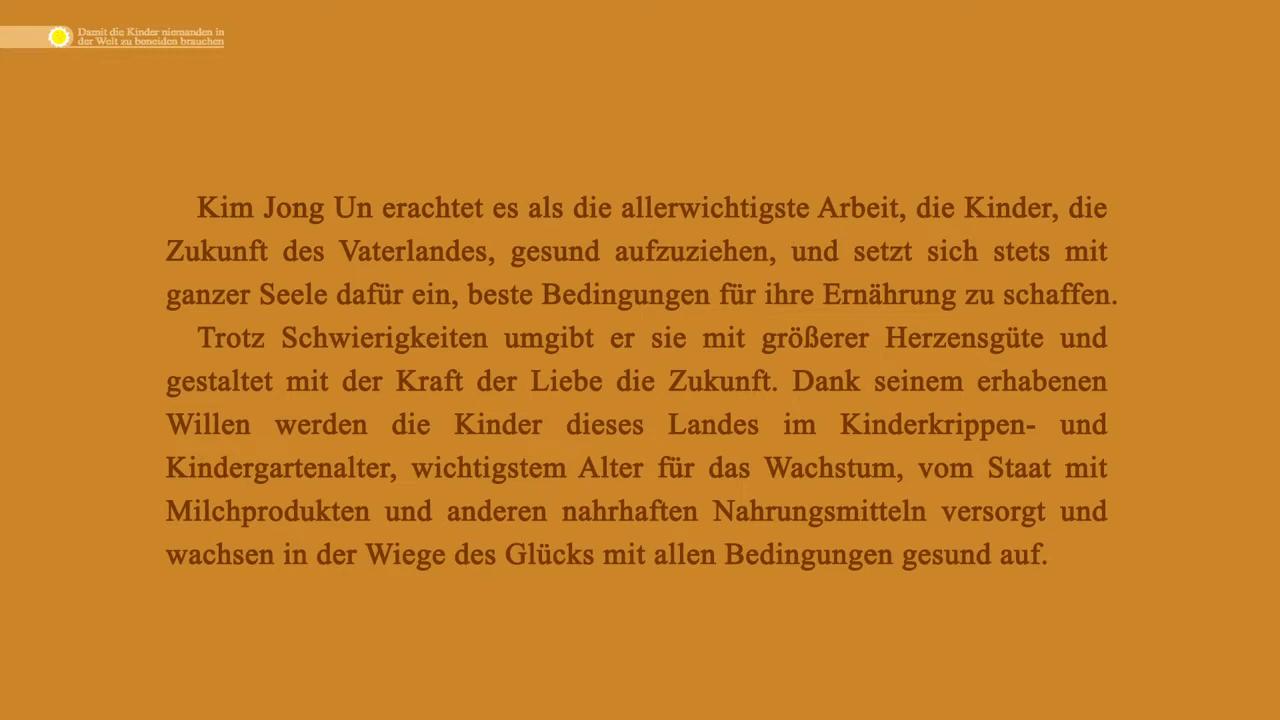 Damit die Kinder niemanden in
der Welt zu beneiden brauchen
Kim Jong Un erachtet es als die allerwichtigste Arbeit, die Kinder, die
Zukunft des Vaterlandes, gesund aufzuziehen, und setzt sich stets mit
ganzer Seele dafür ein, beste Bedingungen für ihre Ernährung zu schaffen.
Trotz Schwierigkeiten umgibt er sie mit größerer Herzensgüte und
gestaltet mit der Kraft der Liebe die Zukunft. Dank seinem erhabenen
Willen werden die Kinder dieses Landes im Kinderkrippen- und
Kindergartenalter, wichtigstem Alter für das Wachstum, vom Staat mit
Milchprodukten und anderen nahrhaften Nahrungsmitteln versorgt und
wachsen in der Wiege des Glücks mit allen Bedingungen gesund auf.